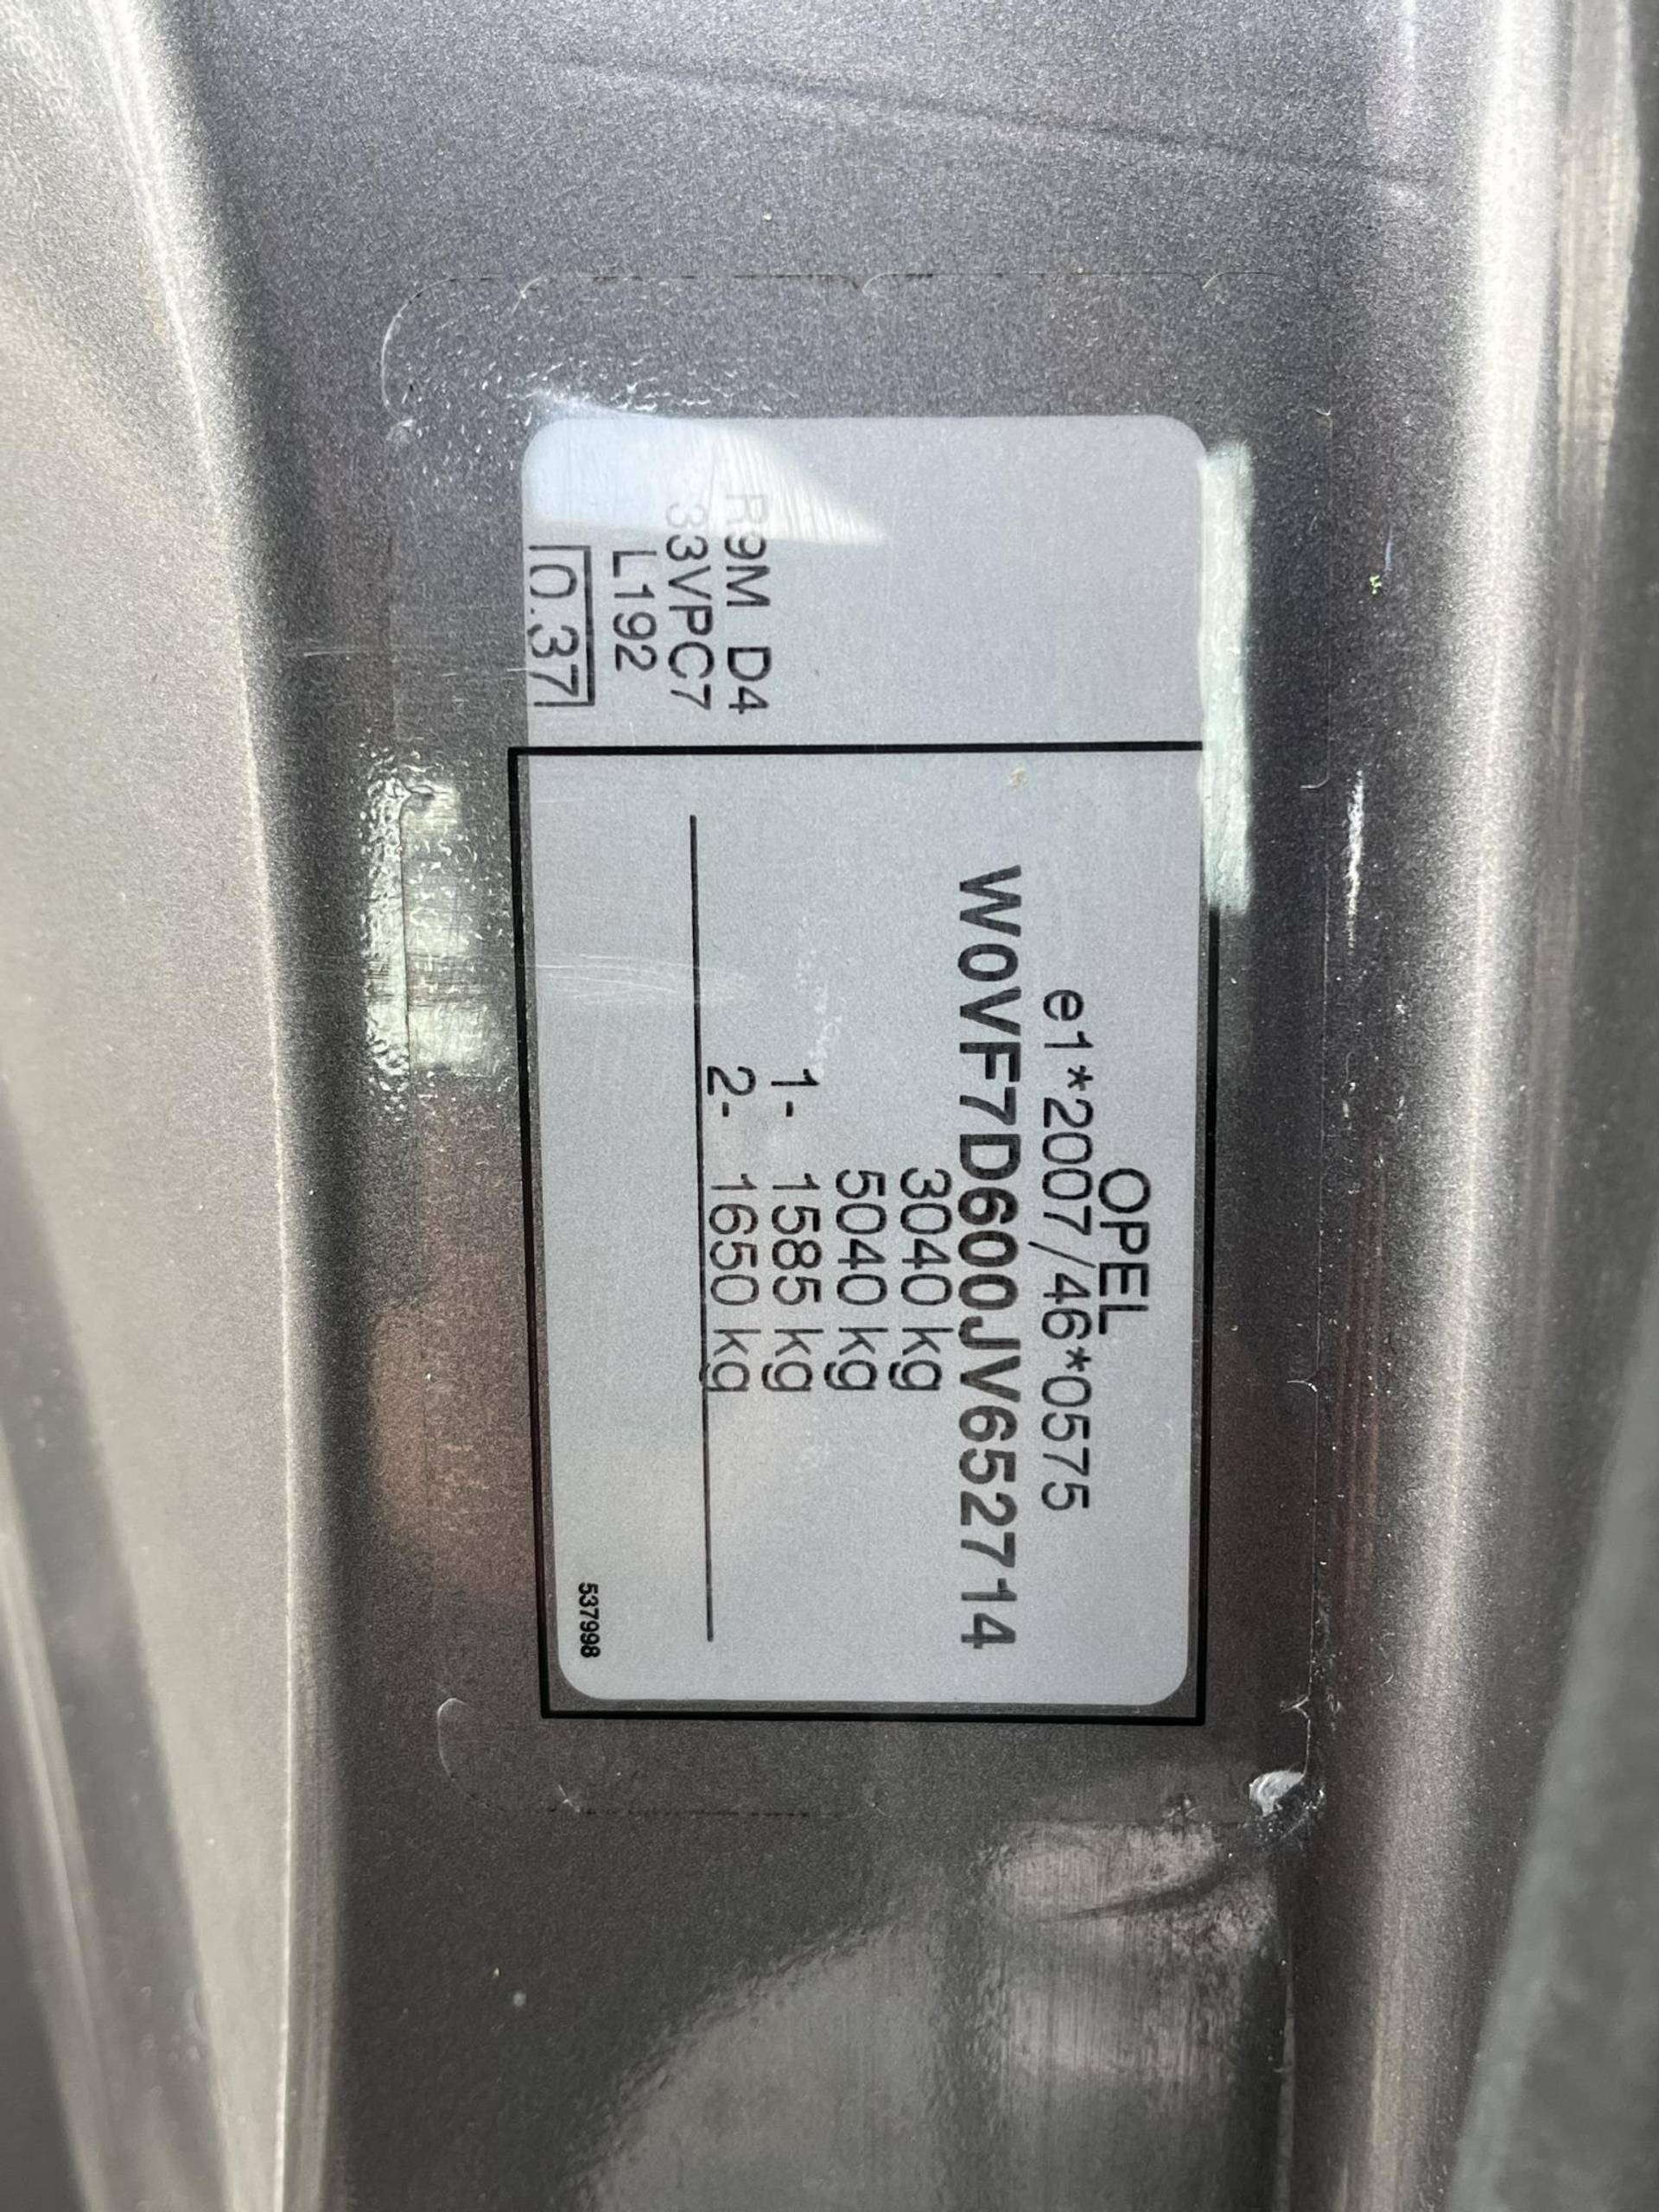 OPEL
e1*2007/46*0575
W0VF7D600JV652714
3040 kg
5040 kg
1- 1585 kg
2- 1650 kg
537998
R9M D4
33VPC7
L192
0.37